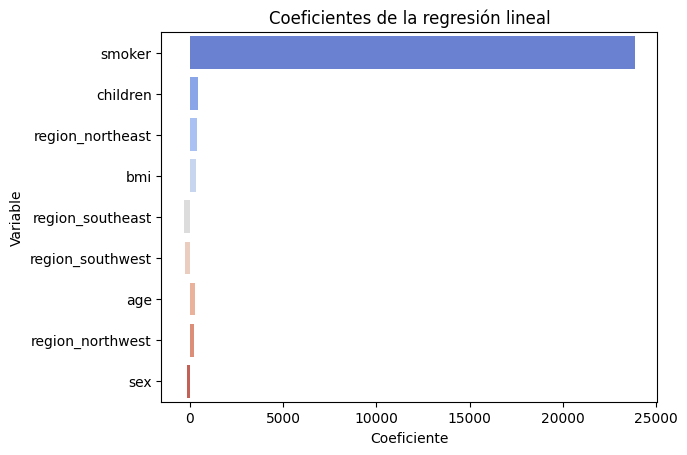 Coeficientes de la regresión lineal
smoker
children
region_northeast
bmi
region_southeast
region_southwest
age
region_northwest
sex
Variable
0 5000 10000 15000 20000 25000
Coeficiente